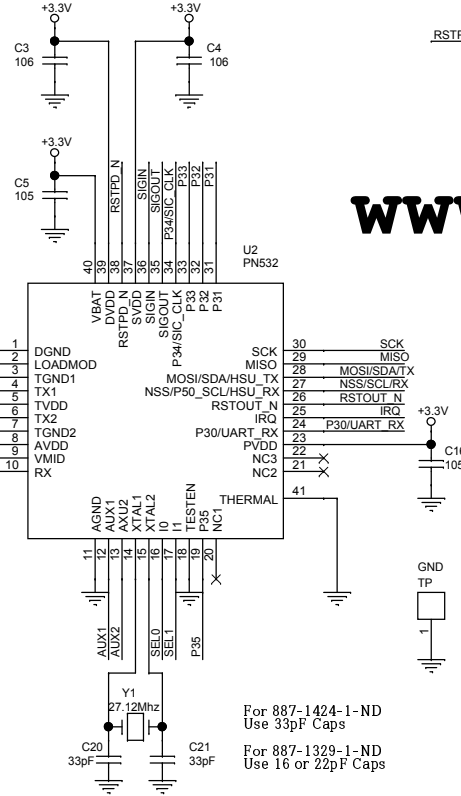 +3.3V
+3.3V
RSTP
C3
106
C4
106
+3.3V
C5
105
RSTPD_N
SIGIN
SIGOUT
P34/SIC_CLK
P33
P32
P31
WWW
U2
PN532
40
39
38
37
36
35
34
33
32
31
VBAT
DVDD
RSTPD_N
SVDD
SIGIN
SIGOUT
P34/SIC_CLK
P33
P32
P31
1 DGND
2 LOADMOD
3 TGND1
4 TX1
5 TVDD
6 TX2
7 TGND2
8 AVDD
9 VMID
10 RX
SCK 30 SCK
MISO 29 MISO
MOSI/SDA/HSU_TX 28 MOSI/SDA/TX
NSS/P50_SCL/HSU_RX 27 NSS/SCL/RX
RSTOUT_N 26 RSTOUT_N
IRQ 25 IRQ
P30/UART_RX 24 P30/UART_RX
PVDD 23
NC3 22
NC2 21
THERMAL 41
+3.3V
C16
105
AGND
AUX1
AXU2
XTAL1
XTAL2
I0
I1
TESTEN
P35
NC1
11
12
13
14
15
16
17
18
19
20
AUX1
AUX2
SEL0
SEL1
P35
GND
TP
1
Y1
27.12Mhz
C20
33pF
C21
33pF
For 887-1424-1-ND
Use 33pF Caps
For 887-1329-1-ND
Use 16 or 22pF Caps